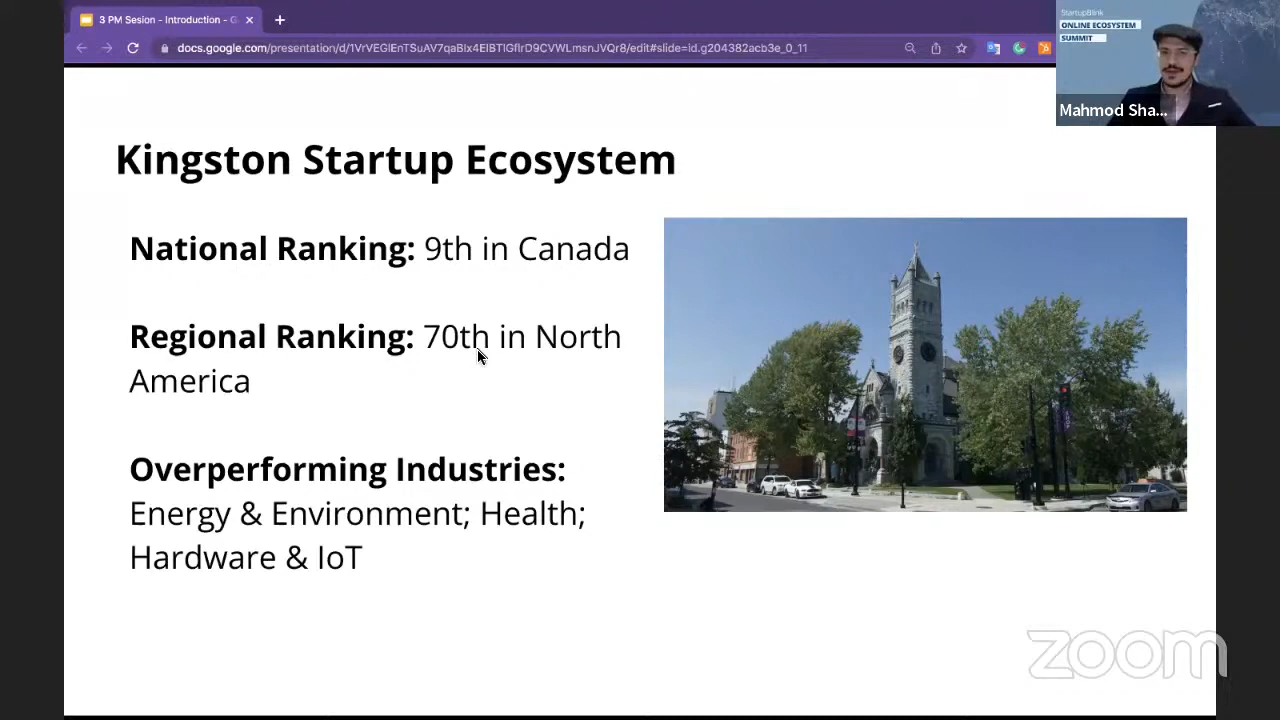 3 PM Sesion - Introduction - G
docs.google.com/presentation/d/1VrVEGlEnTSuAV7qaBix4ElBTlGflrD9CVWLmsnJVQr8/edit#slide=id.g204382acb3e_0_11
StartupBlink
ONLINE ECOSYSTEM
SUMMIT
Mahmod Sha...
Kingston Startup Ecosystem
National Ranking: 9th in Canada
Regional Ranking: 70th in North
America
Overperforming Industries:
Energy & Environment; Health;
Hardware & IoT
zoom